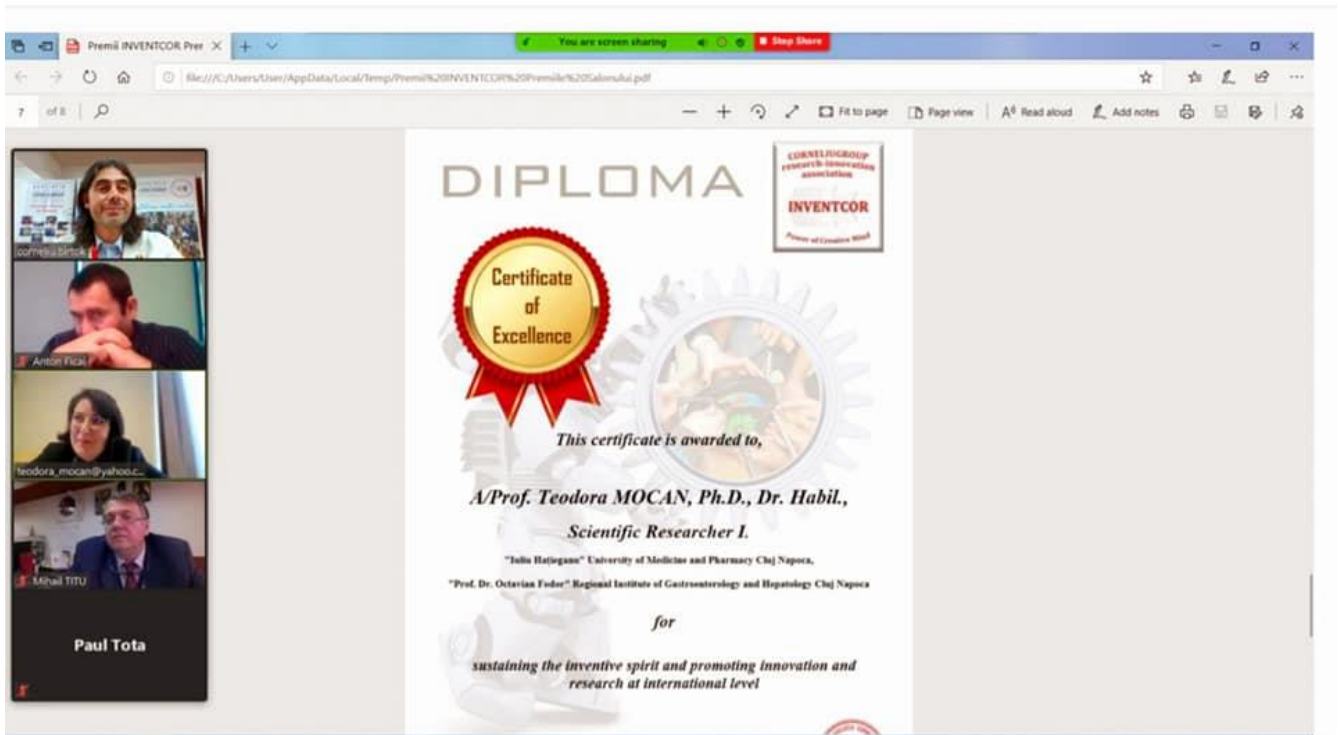 Premii INVENTCOR Prer
You are screen sharing
Stop Share
file:///C:/Users/User/AppData/Local/Temp/Premii%20INVENTCOR%20Premiile%20Salonului.pdf
7 of 8
Fit to page
Page view
Read aloud
Add notes
corneliu.birtok
Anton Ficai
teodora_mocan@yahoo.c...
Mihail TITU
Paul Tota
DIPLOMA
CORNELIUGROUP
research-innovation
association
INVENTCOR
Power of Creative Mind
Certificate
of
Excellence
This certificate is awarded to,
A/Prof. Teodora MOCAN, Ph.D., Dr. Habil.,
Scientific Researcher I.
"Iuliu Hațieganu" University of Medicine and Pharmacy Cluj Napoca,
"Prof. Dr. Octavian Fodor" Regional Institute of Gastroenterology and Hepatology Cluj Napoca
for
sustaining the inventive spirit and promoting innovation and
research at international level